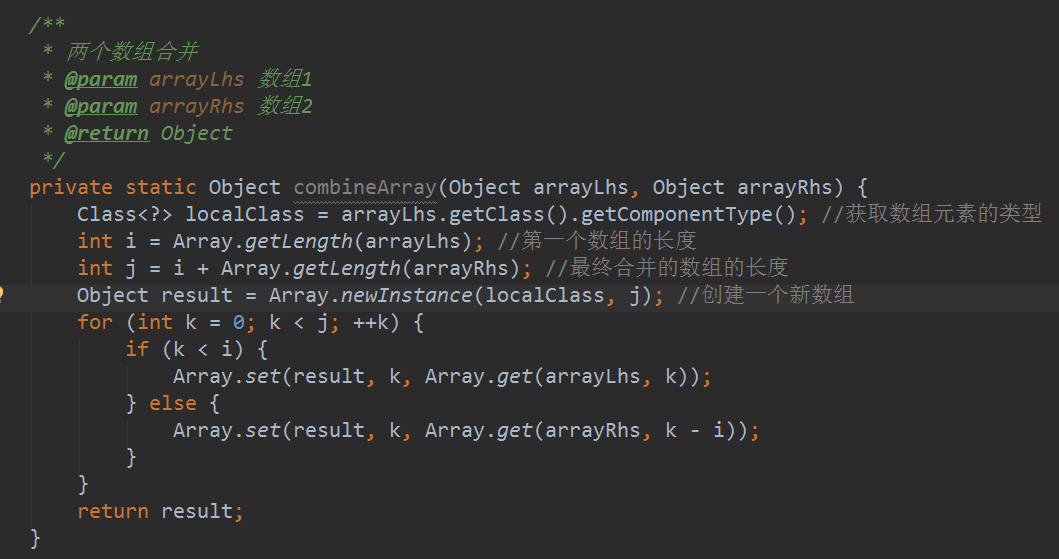 /**
 * 两个数组合并
 * @param arrayLhs 数组1
 * @param arrayRhs 数组2
 * @return Object
 */
private static Object combineArray(Object arrayLhs, Object arrayRhs) {
    Class<?> localClass = arrayLhs.getClass().getComponentType(); //获取数组元素的类型
    int i = Array.getLength(arrayLhs); //第一个数组的长度
    int j = i + Array.getLength(arrayRhs); //最终合并的数组的长度
    Object result = Array.newInstance(localClass, j); //创建一个新数组
    for (int k = 0; k < j; ++k) {
        if (k < i) {
            Array.set(result, k, Array.get(arrayLhs, k));
        } else {
            Array.set(result, k, Array.get(arrayRhs, k - i));
        }
    }
    return result;
}